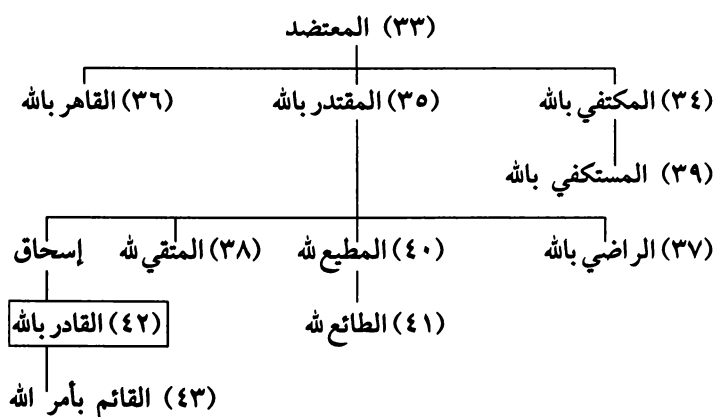 (٣٣) المعتضد
(٣٤) المكتفي بالله (٣٥) المقتدر بالله (٣٦) القاهر بالله
(٣٩) المستكفي بالله
(٣٧) الراضي بالله (٤٠) المطيع لله (٣٨) المتقي لله إسحاق
(٤١) الطائع لله (٤٢) القادر بالله
(٤٣) القائم بأمر الله